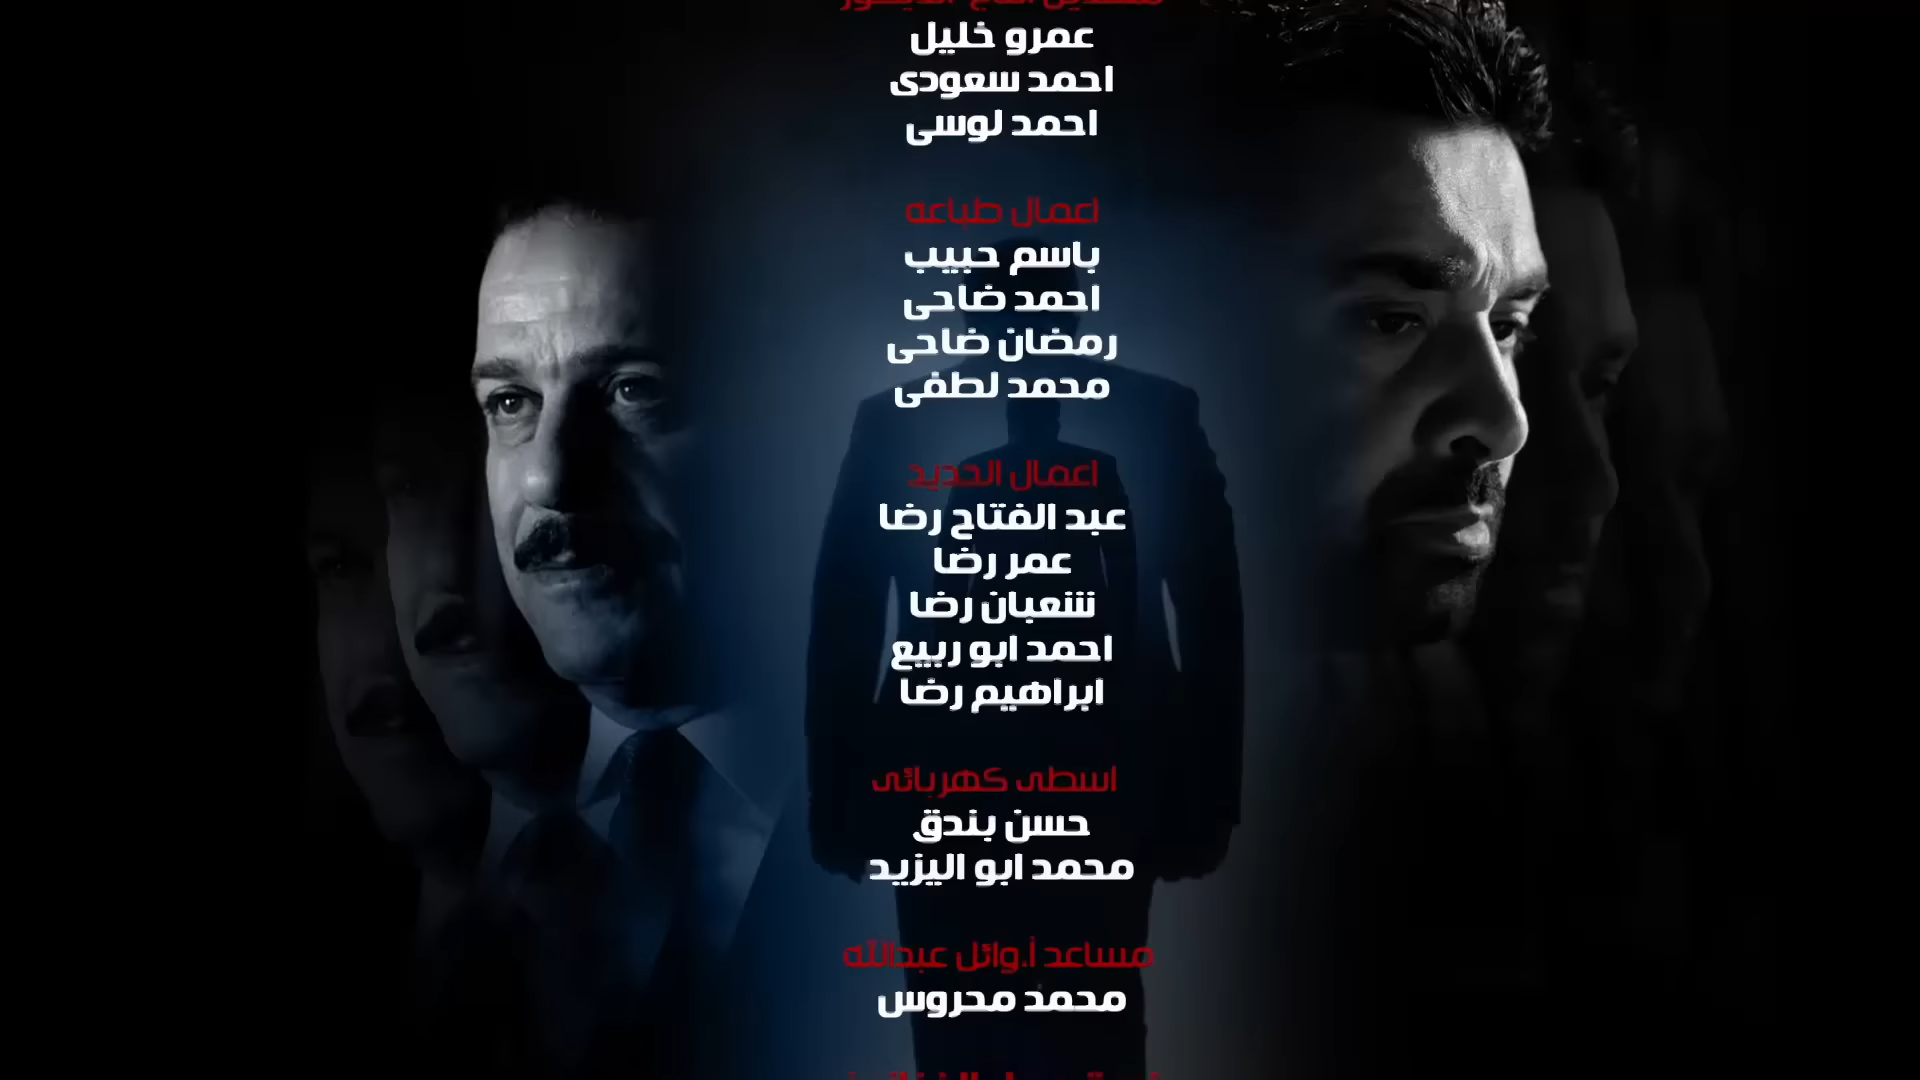 عمرو خليل
احمد سعودى
احمد لوسى
اعمال طباعه
باسم حبيب
احمد ضاحى
رمضان ضاحى
محمد لطفى
اعمال الحديد
عبد الفتاح رضا
عمر رضا
شعبان رضا
احمد ابو ربيع
ابراهيم رضا
اسطى كهربائى
حسن بندق
محمد ابو اليزيد
مساعد أ.وائل عبدالله
محمد محروس